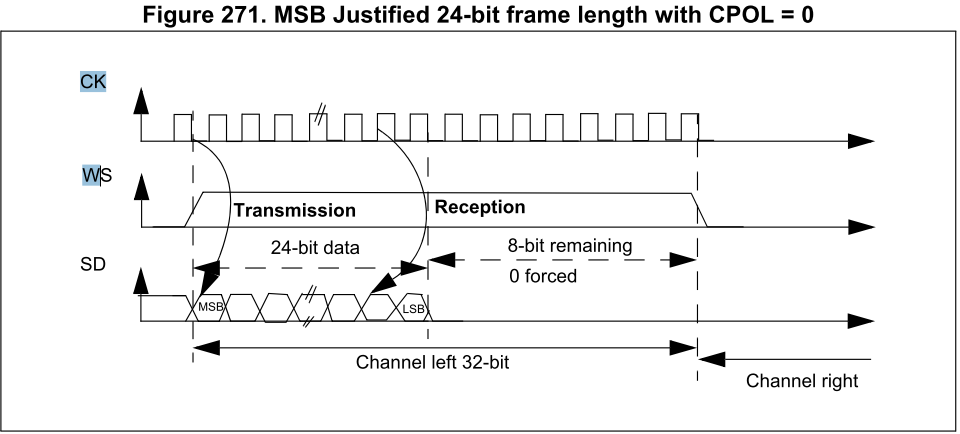 Figure 271. MSB Justified 24-bit frame length with CPOL = 0
CK
WS
Transmission
Reception
24-bit data
8-bit remaining
0 forced
SD
MSB
LSB
Channel left 32-bit
Channel right